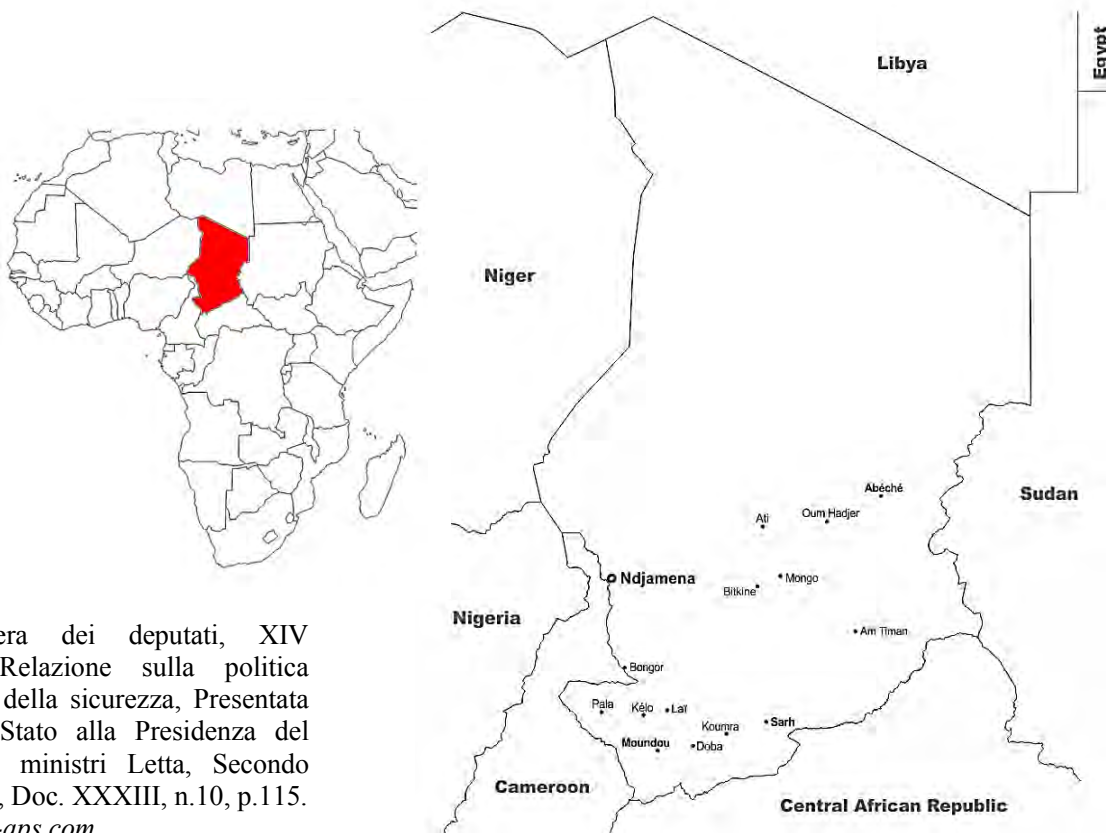 Libya
Egypt
Niger
Abéché
Sudan
Oum Hadjer
Ati
Ndjamena
Mongo
Bitkine
Nigeria
Am Timan
Bongor
Pala
Kélo
Laï
Koumra
Sarh
Moundou
Doba
Cameroon
Central African Republic
era dei deputati, XIV
Relazione sulla politica
della sicurezza, Presentata
Stato alla Presidenza del
ministri Letta, Secondo
, Doc. XXXIII, n.10, p.115.